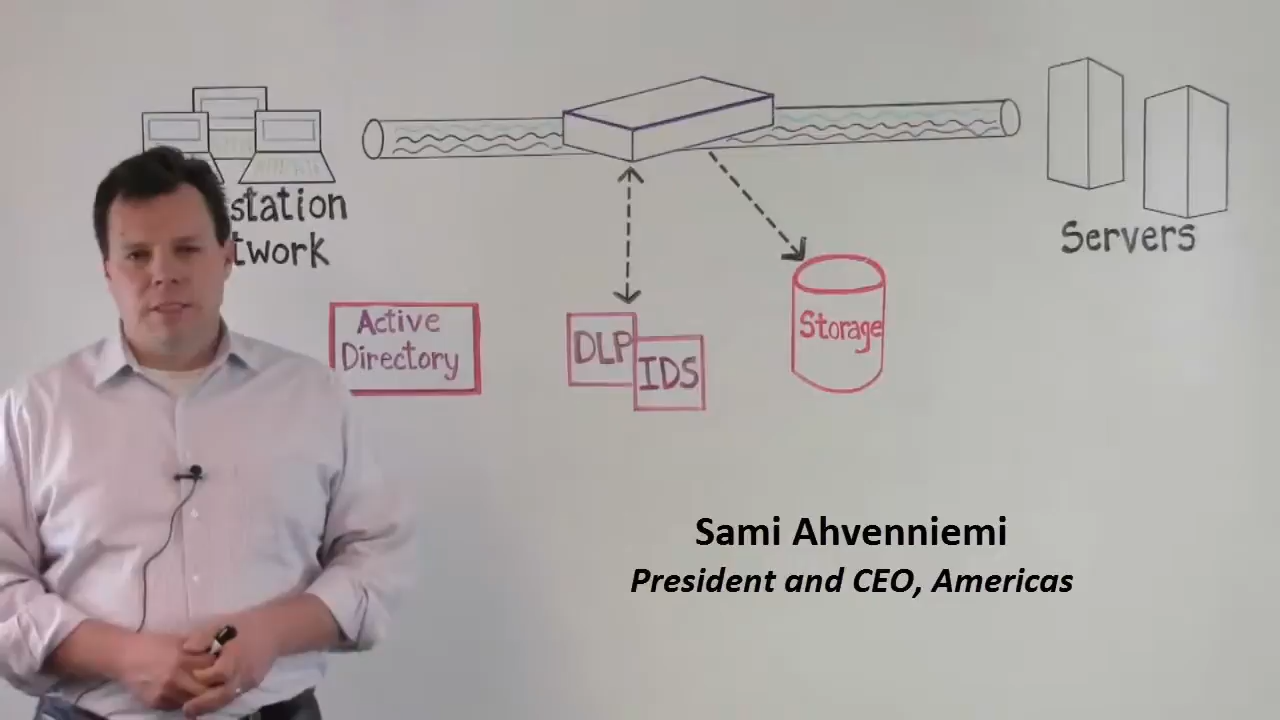 station
twork
Servers
Active
Directory
DLP
IDS
Storage
Sami Ahvenniemi
President and CEO, Americas